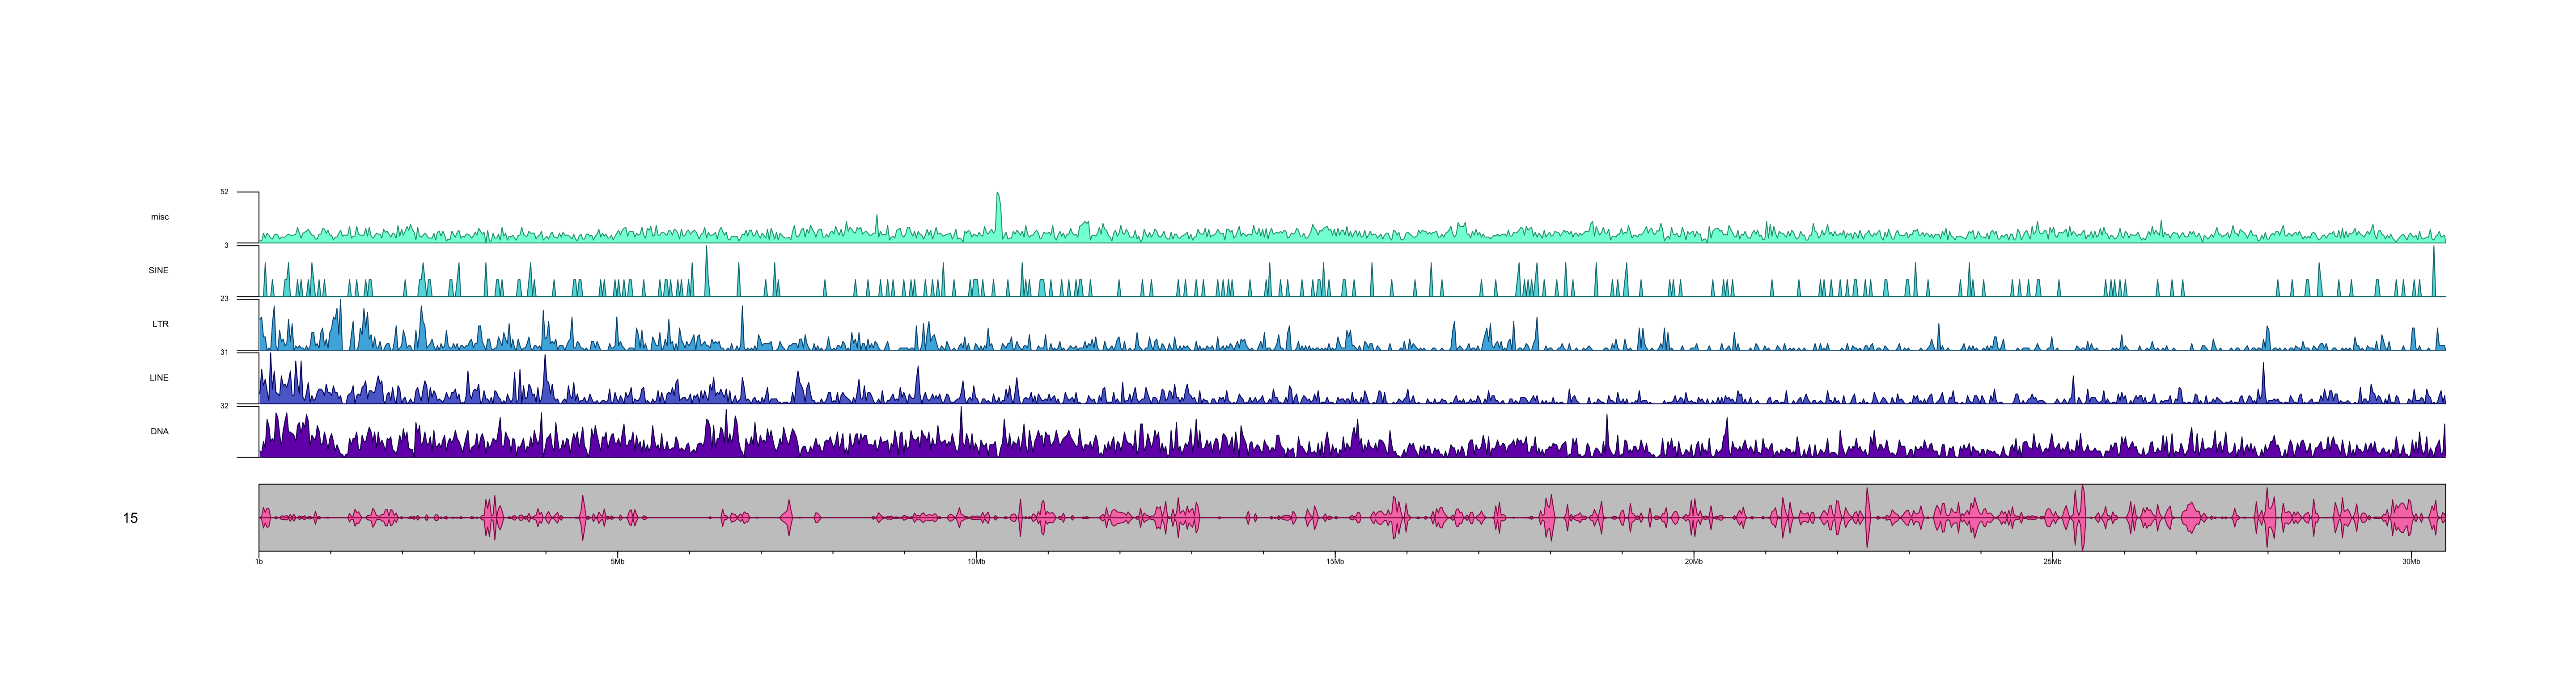 52
misc
3
SINE
23
LTR
31
LINE
32
DNA
15
1b 5Mb 10Mb 15Mb 20Mb 25Mb 30Mb